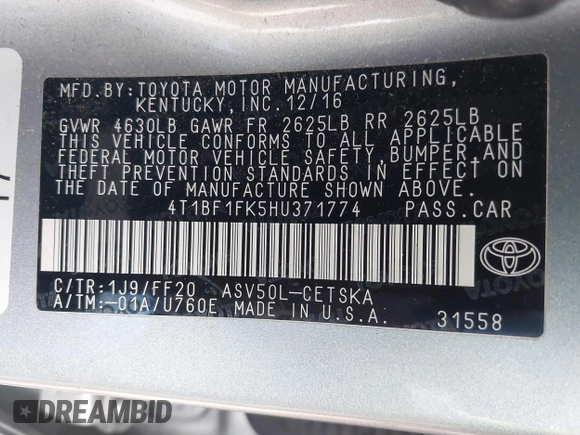 MFD.BY:TOYOTA MOTOR MANUFACTURING,
KENTUCKY,INC.12/16
GVWR 4630LB GAWR FR 2625LB RR 2625LB
THIS VEHICLE CONFORMS TO ALL APPLICABLE
FEDERAL MOTOR VEHICLE SAFETY,BUMPER,AND
THEFT PREVENTION STANDARDS IN EFFECT ON
THE DATE OF MANUFACTURE SHOWN ABOVE.
4T1BF1FK5HU371774 PASS.CAR
C/TR:1J9/FF20 ASV50L-CETSKA
A/TM:-01A/U760E MADE IN U.S.A. 31558
TOYOTA
DREAMBID